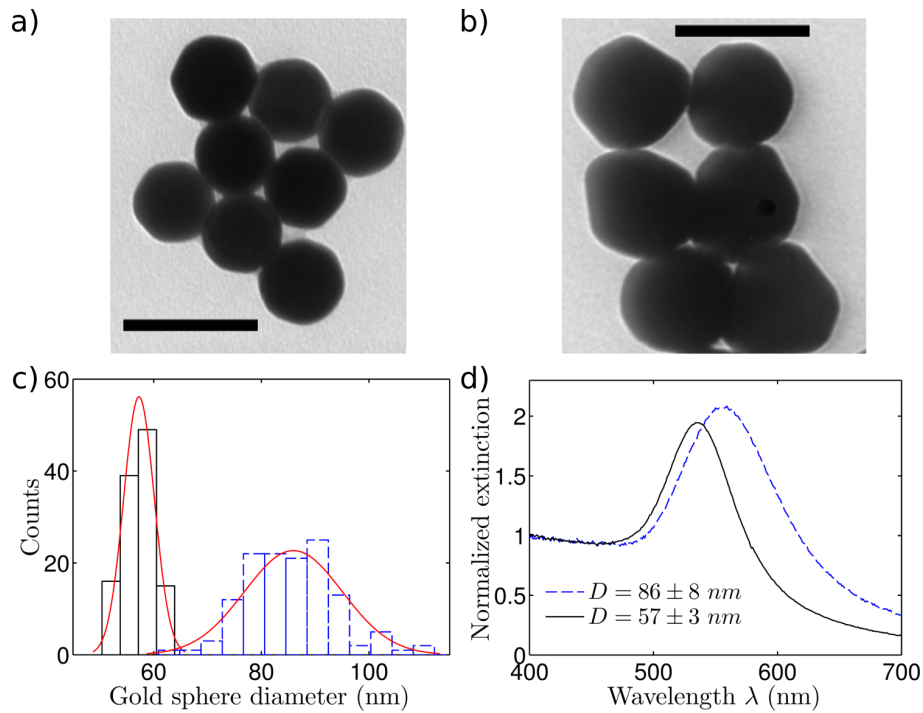 a)
b)
c)
60
40
20
0
Counts
60
80
100
Gold sphere diameter (nm)
d)
2
1.5
1
0.5
0
Normalized extinction
D = 86 ± 8 nm
D = 57 ± 3 nm
400
500
600
700
Wavelength λ (nm)